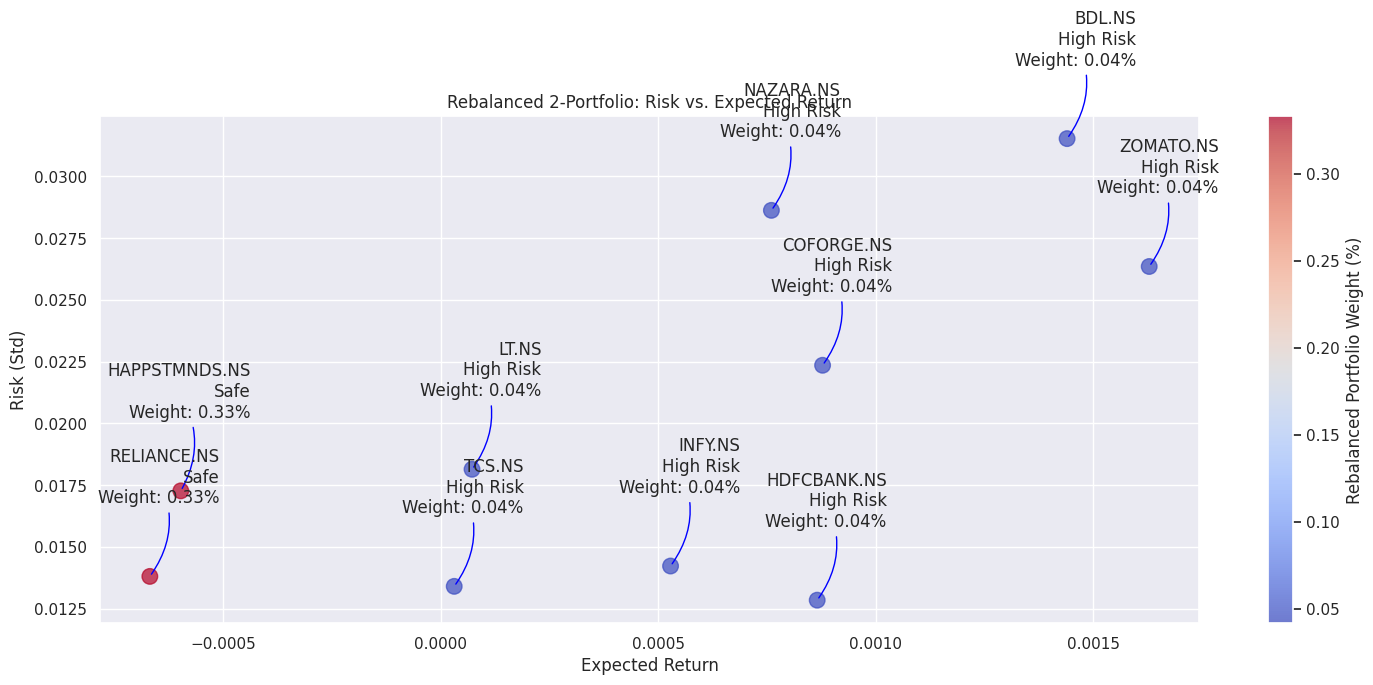 BDL.NS
High Risk
Weight: 0.04%
NAZARA.NS
High Risk
Weight: 0.04%
Rebalanced 2-Portfolio: Risk vs. Expected Return
ZOMATO.NS
High Risk
Weight: 0.04%
COFORGE.NS
High Risk
Weight: 0.04%
LT.NS
High Risk
Weight: 0.04%
HAPPSTMNDS.NS
Safe
Weight: 0.33%
RELIANCE.NS
Safe
Weight: 0.33%
TCS.NS
High Risk
Weight: 0.04%
INFY.NS
High Risk
Weight: 0.04%
HDFCBANK.NS
High Risk
Weight: 0.04%
Risk (Std)
0.0300
0.0275
0.0250
0.0225
0.0200
0.0175
0.0150
0.0125
−0.0005
0.0000
0.0005
0.0010
0.0015
Expected Return
0.30
0.25
0.20
0.15
0.10
0.05
Rebalanced Portfolio Weight (%)